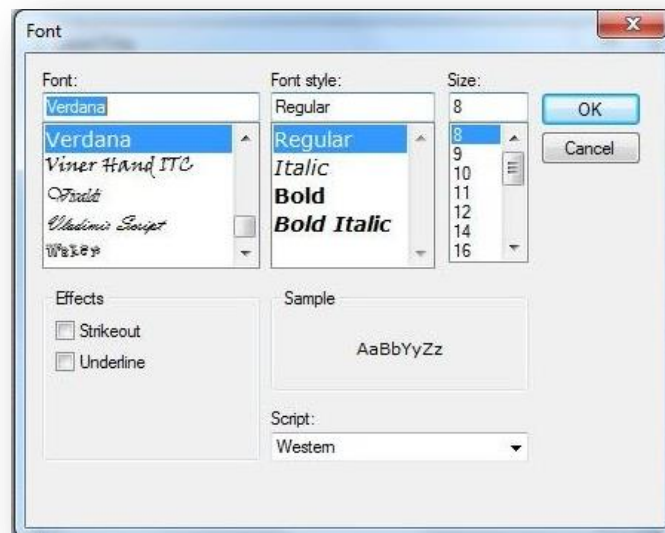 Font
Font:
Verdana
Verdana
Viner Hand ITC
Vivaldi
Vladimir Script
Font style:
Regular
Regular
Italic
Bold
Bold Italic
Size:
8
8
9
10
11
12
14
16
OK
Cancel
Effects
Strikeout
Underline
Sample
AaBbYyZz
Script:
Western